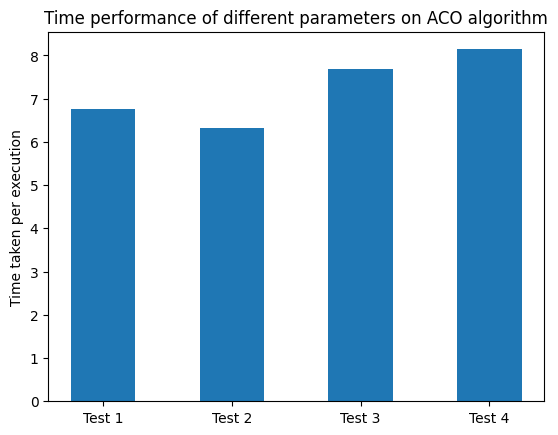 Time performance of different parameters on ACO algorithm
Time taken per execution
8
7
6
5
4
3
2
1
0
Test 1
Test 2
Test 3
Test 4